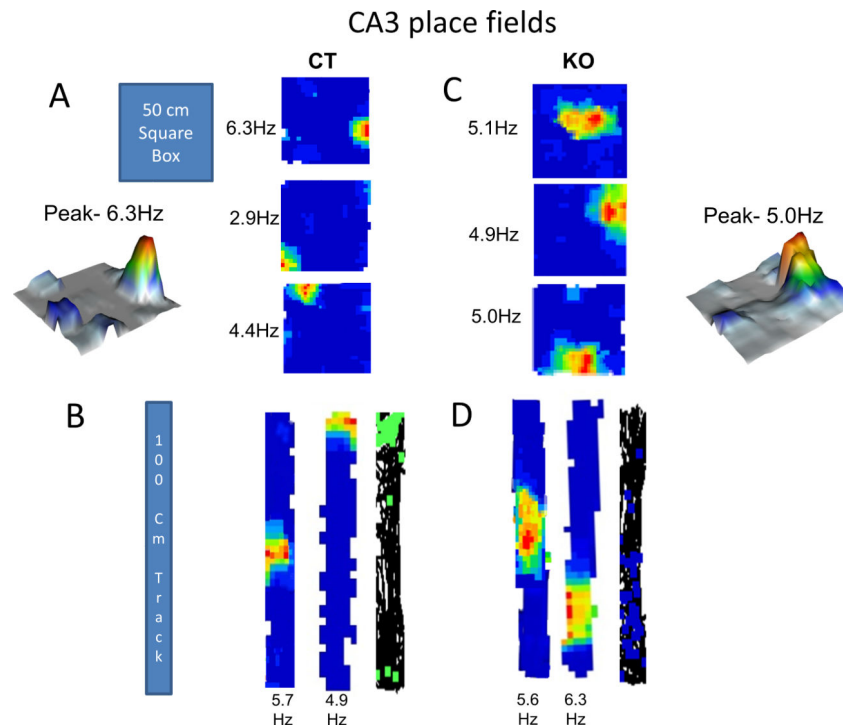 CA3 place fields
CT
KO
A
50 cm
Square
Box
6.3Hz
2.9Hz
4.4Hz
Peak- 6.3Hz
C
5.1Hz
4.9Hz
5.0Hz
Peak- 5.0Hz
B
1
0
0
C
m
T
r
a
c
k
5.7
Hz
4.9
Hz
D
5.6
Hz
6.3
Hz